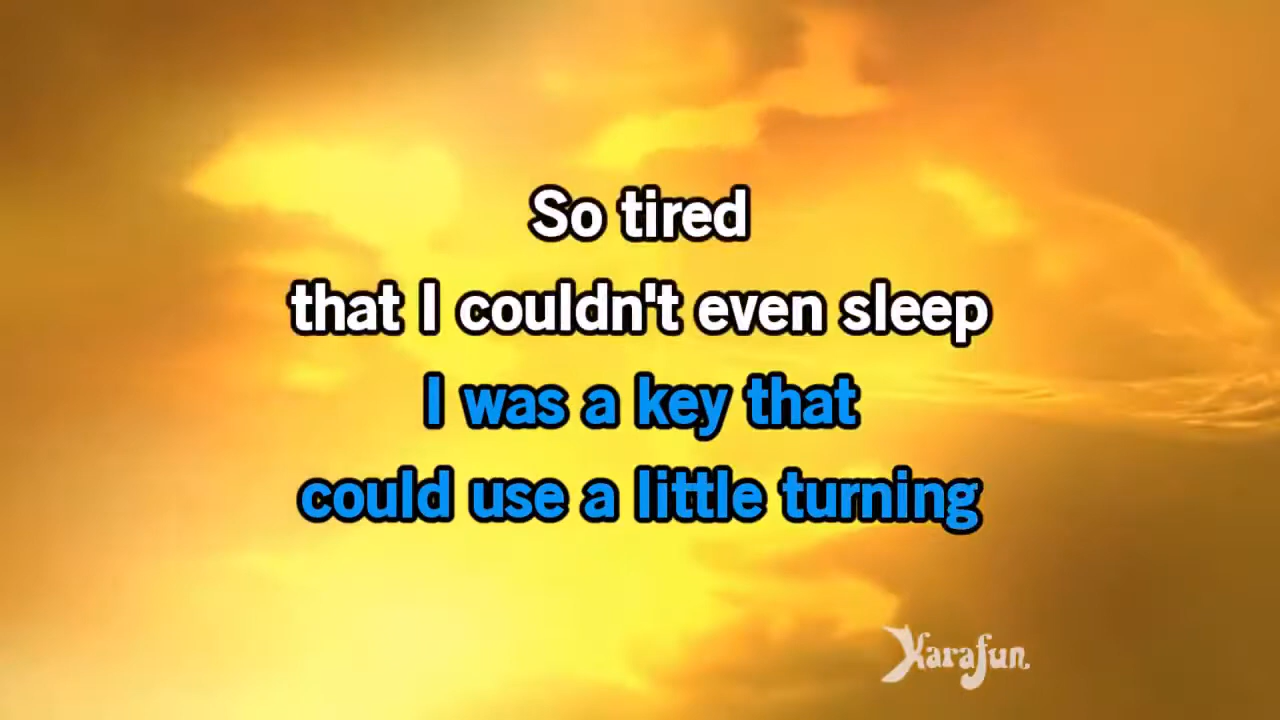 So tired
that I couldn't even sleep
I was a key that
could use a little turning
Karafun